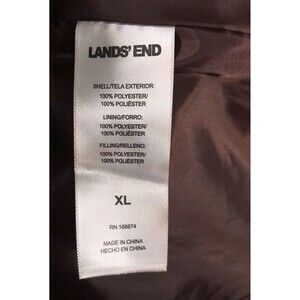 LANDS' END
SHELL/TELA EXTERIOR:
100% POLYESTER/
100% POLIÉSTER
LINING/FORRO:
100% POLYESTER/
100% POLIÉSTER
FILLING/RELLENO:
100% POLYESTER/
100% POLIÉSTER
XL
RN 168874
MADE IN CHINA
HECHO EN CHINA